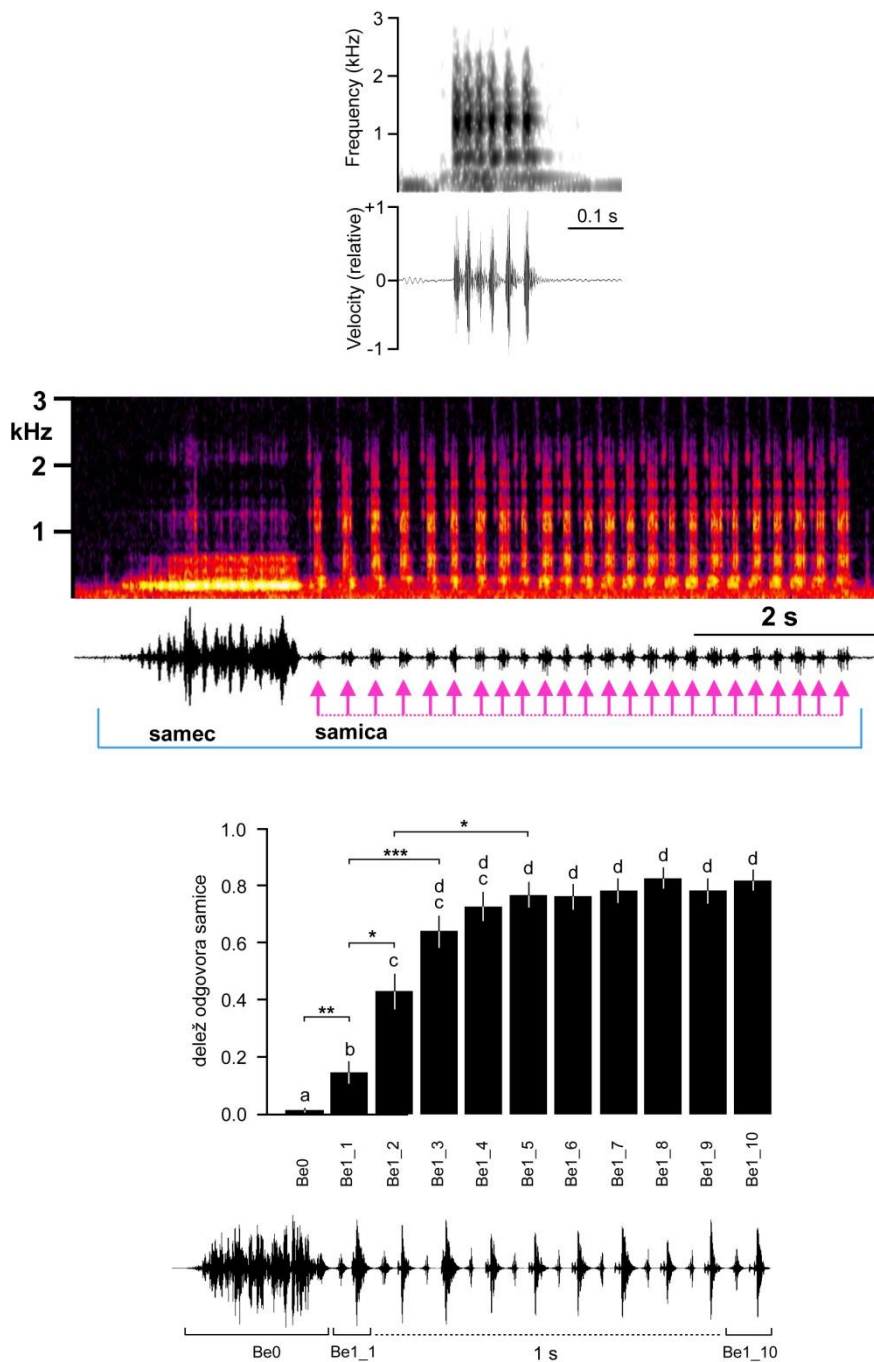 3
2
1
Frequency (kHz)
+1
0
-1
Velocity (relative)
0.1 s
3
kHz
2
1
2 s
samec
samica
1.0
0.8
0.6
0.4
0.2
0.0
delež odgovora samice
*
***
*
**
a
b
c
d
c
d
c
d
d
d
d
d
d
Be0
Be1_1
Be1_2
Be1_3
Be1_4
Be1_5
Be1_6
Be1_7
Be1_8
Be1_9
Be1_10
Be0
Be1_1
1 s
Be1_10